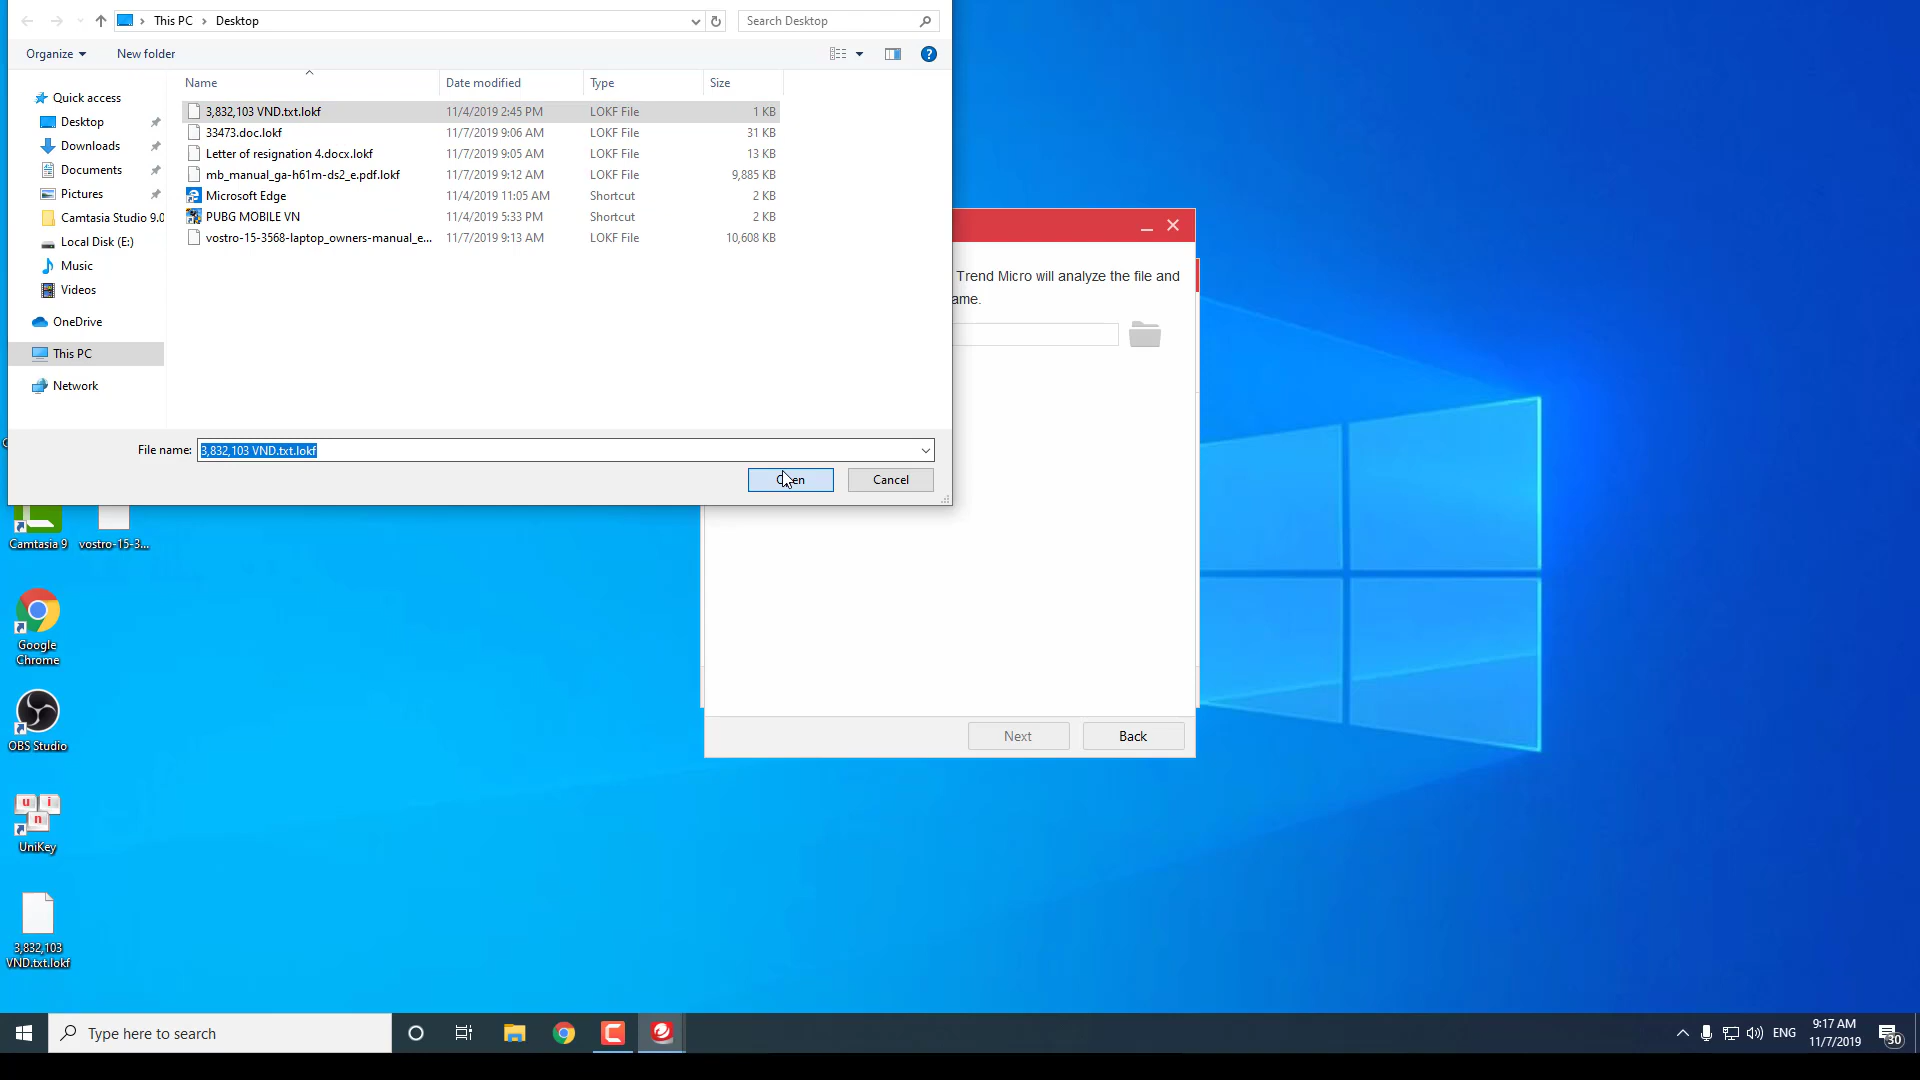 This PC > Desktop
Search Desktop
Organize
New folder
Name
Date modified
Type
Size
Quick access
Desktop
Downloads
Documents
Pictures
Camtasia Studio 9.0
Local Disk (E:)
Music
Videos
OneDrive
This PC
Network
3,832,103 VND.txt.lokf 11/4/2019 2:45 PM LOKF File 1 KB
33473.doc.lokf 11/7/2019 9:06 AM LOKF File 31 KB
Letter of resignation 4.docx.lokf 11/7/2019 9:05 AM LOKF File 13 KB
mb_manual_ga-h61m-ds2_e.pdf.lokf 11/7/2019 9:12 AM LOKF File 9,885 KB
Microsoft Edge 11/4/2019 11:05 AM Shortcut 2 KB
PUBG MOBILE VN 11/4/2019 5:33 PM Shortcut 2 KB
vostro-15-3568-laptop_owners-manual_e... 11/7/2019 9:13 AM LOKF File 10,608 KB
File name: 3,832,103 VND.txt.lokf
Open
Cancel
Trend Micro will analyze the file and
ame.
Next
Back
Camtasia 9
vostro-15-3...
Google
Chrome
OBS Studio
UniKey
3,832,103
VND.txt.lokf
Type here to search
ENG
9:17 AM
11/7/2019
30